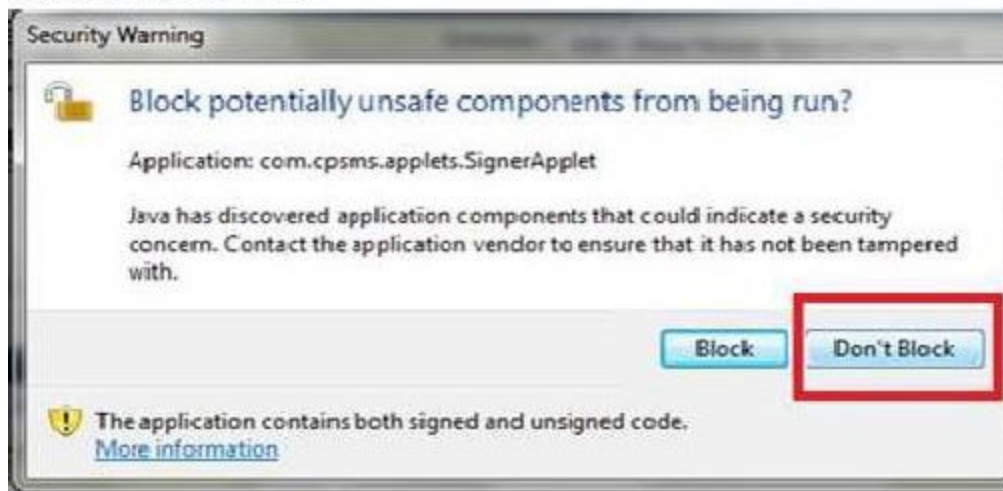 Security Warning
Block potentially unsafe components from being run?
Application: com.cpsms.applets.SignerApplet
Java has discovered application components that could indicate a security
concern. Contact the application vendor to ensure that it has not been tampered
with.
Block
Don't Block
The application contains both signed and unsigned code.
More information